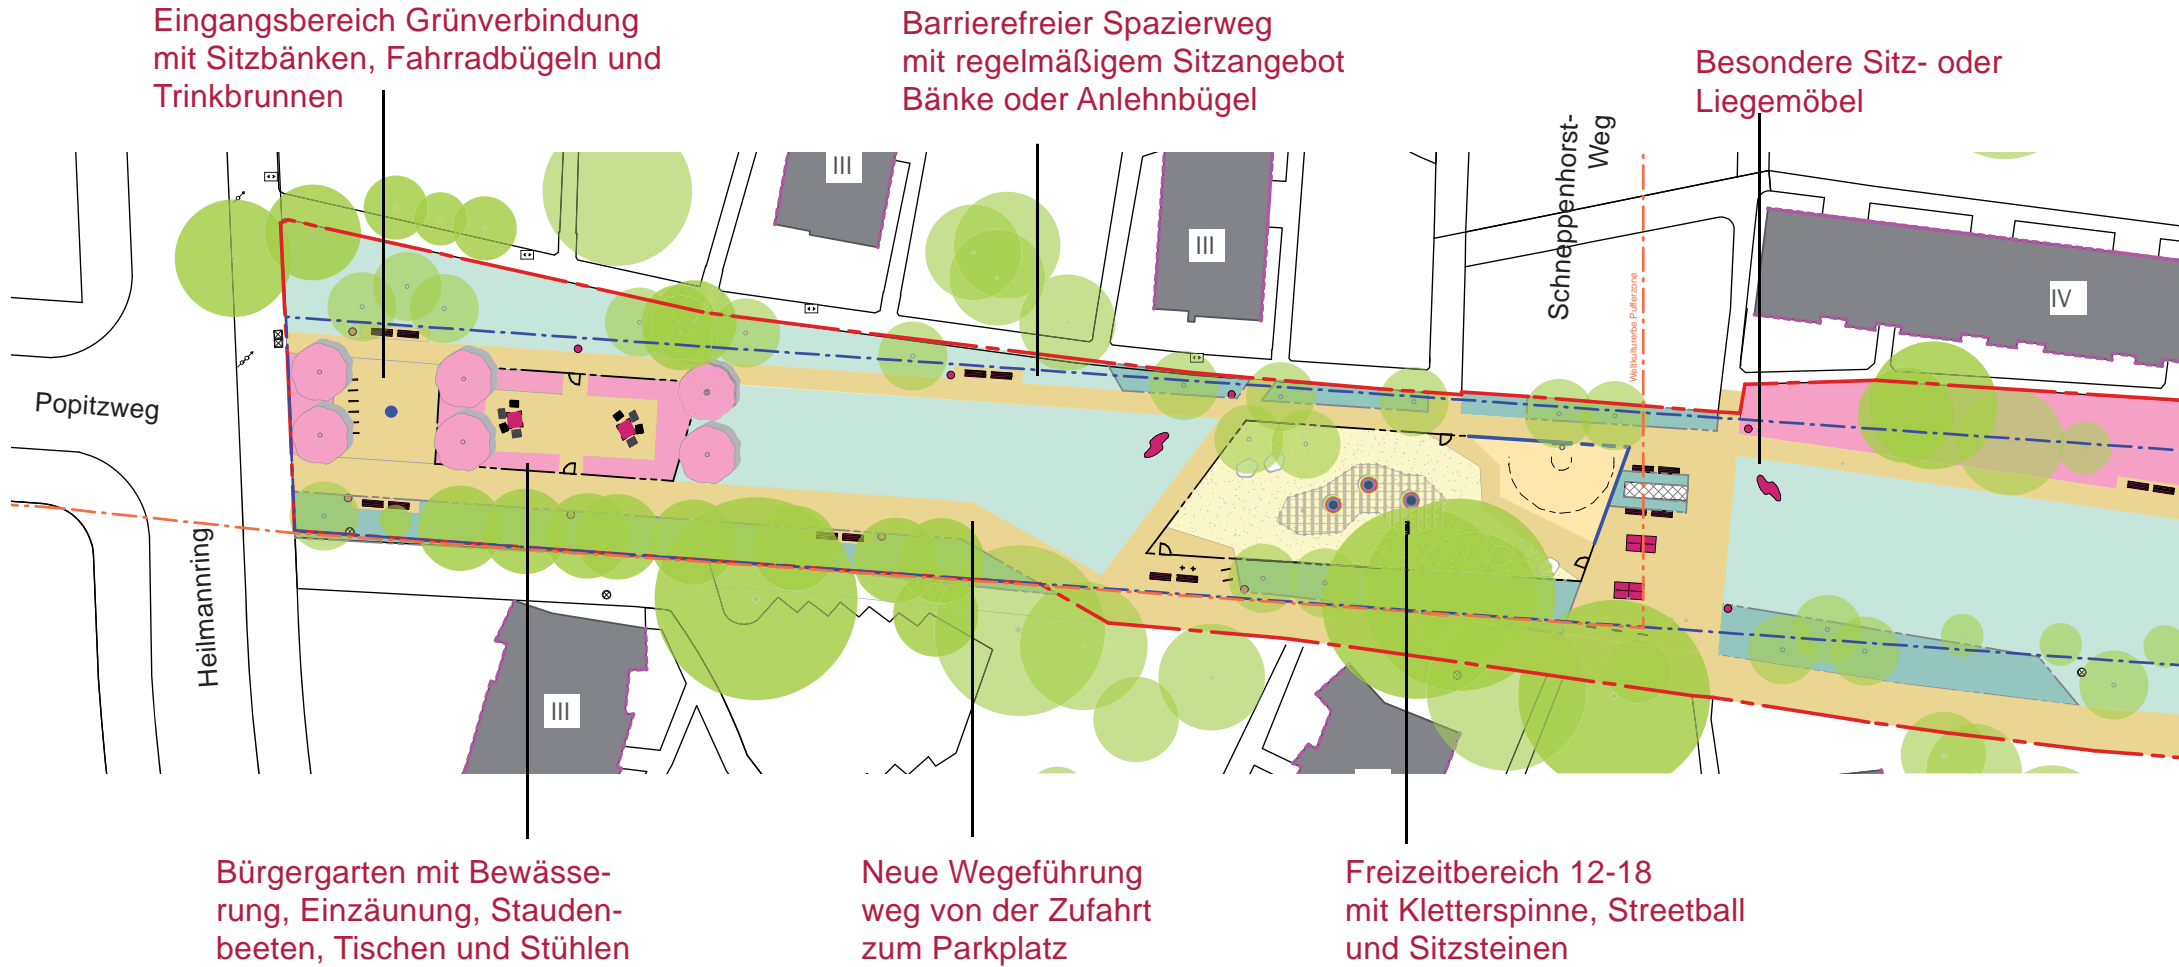 Eingangsbereich Grünverbindung
mit Sitzbänken, Fahrradbügeln und
Trinkbrunnen
Barrierefreier Spazierweg
mit regelmäßigem Sitzangebot
Bänke oder Anlehnbügel
Besondere Sitz- oder
Liegemöbel
Schneppenhorst-
Weg
III
III
IV
Weltkulturerbe Pufferzone
Popitzweg
Heilmannring
III
Bürgergarten mit Bewässe-
rung, Einzäunung, Stauden-
beeten, Tischen und Stühlen
Neue Wegeführung
weg von der Zufahrt
zum Parkplatz
Freizeitbereich 12-18
mit Kletterspinne, Streetball
und Sitzsteinen